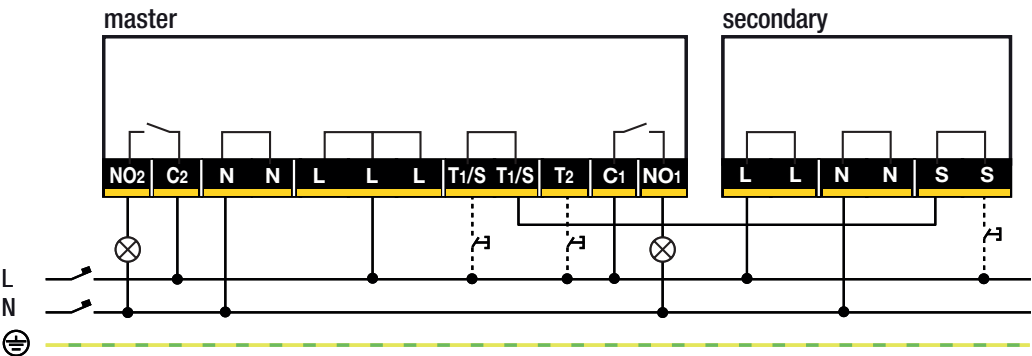 master secondary
NO2 C2 N N L L L T1/S T1/S T2 C1 NO1 L L N N S S
L
N